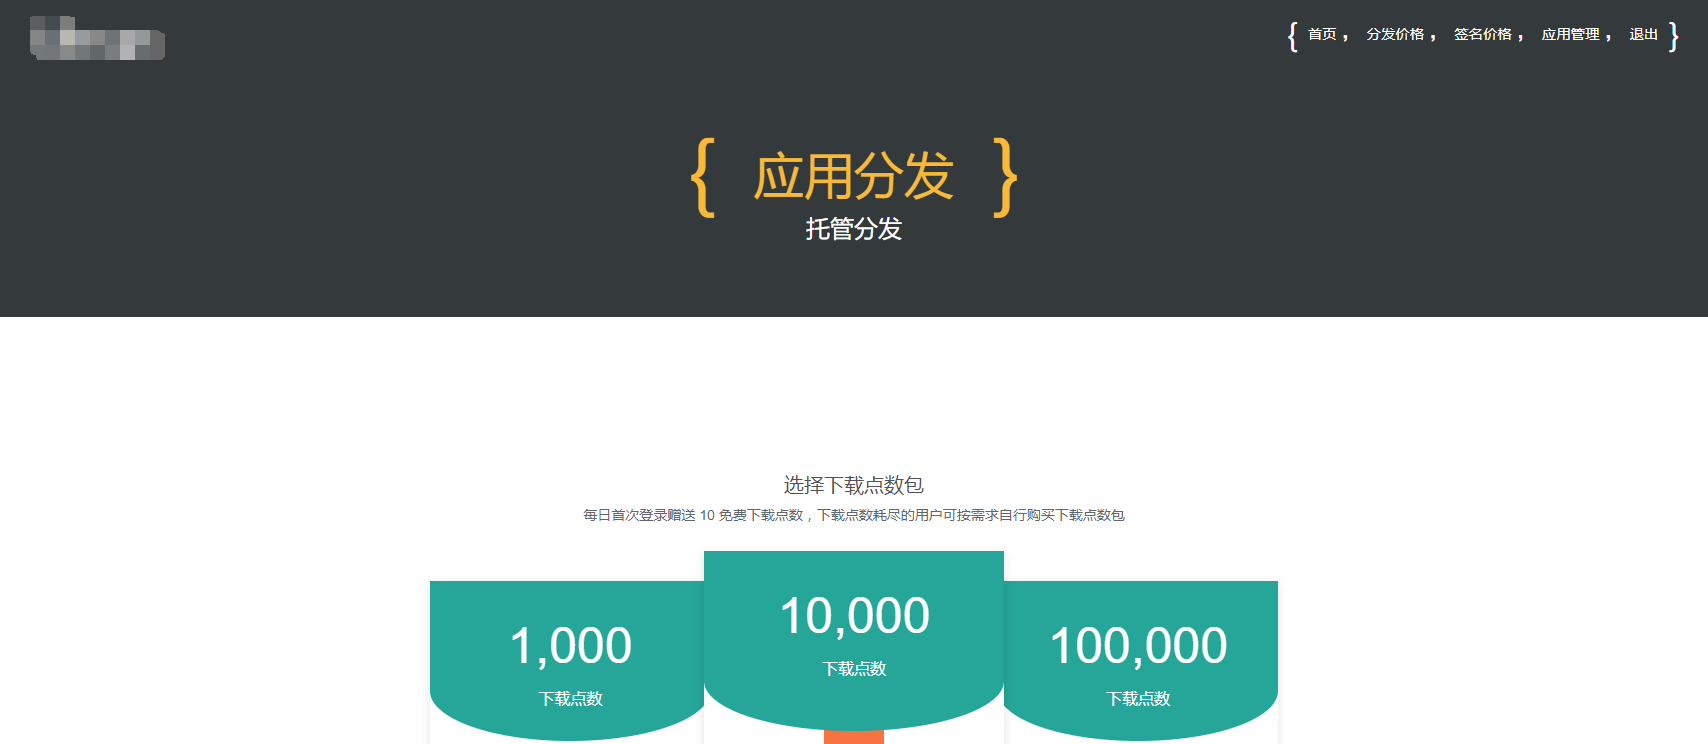 { 首页 , 分发价格 , 签名价格 , 应用管理 , 退出 }
{ 应用分发 }
托管分发
选择下载点数包
每日首次登录赠送 10 免费下载点数，下载点数耗尽的用户可按需求自行购买下载点数包
1,000
下载点数
10,000
下载点数
100,000
下载点数